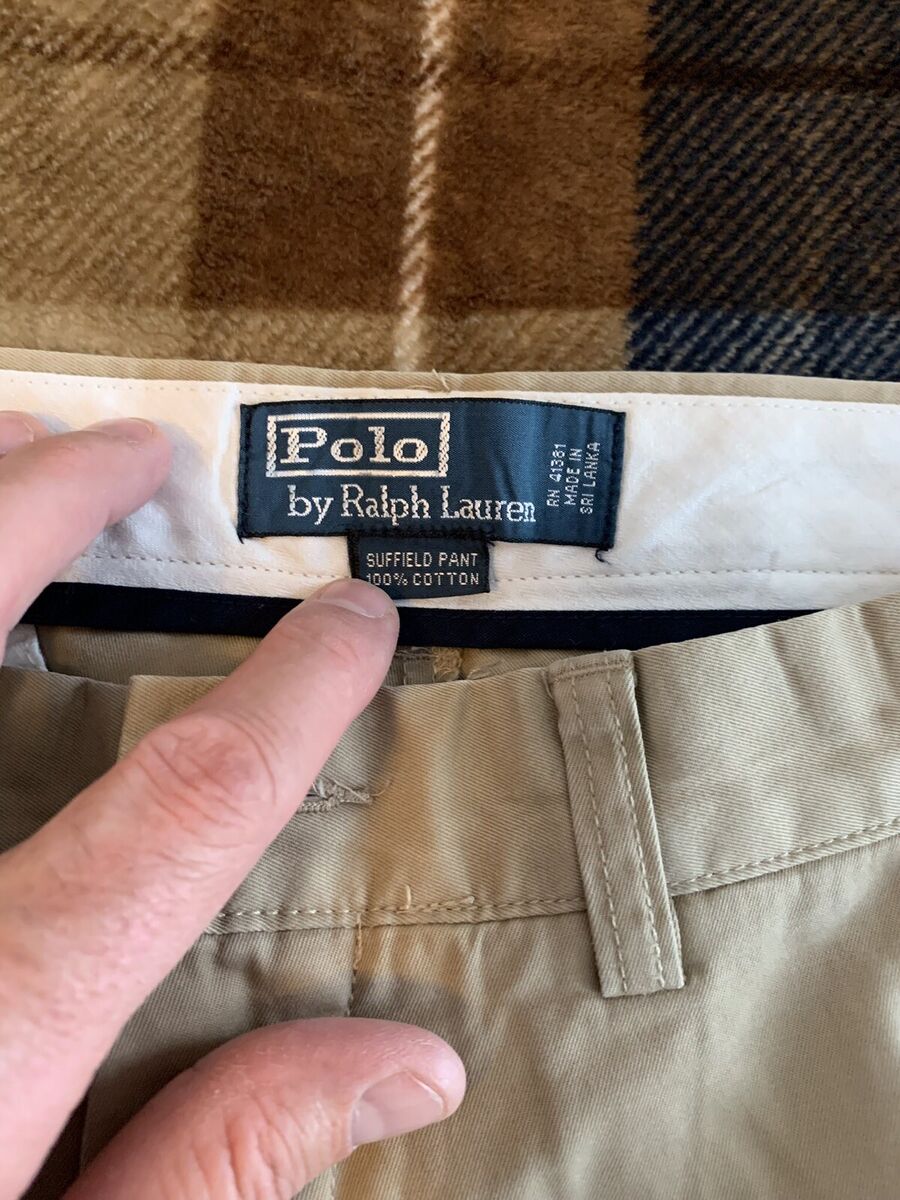 Polo
by Ralph Lauren
RN 41381
MADE IN
SRI LANKA
SUFFIELD PANT
100% COTTON